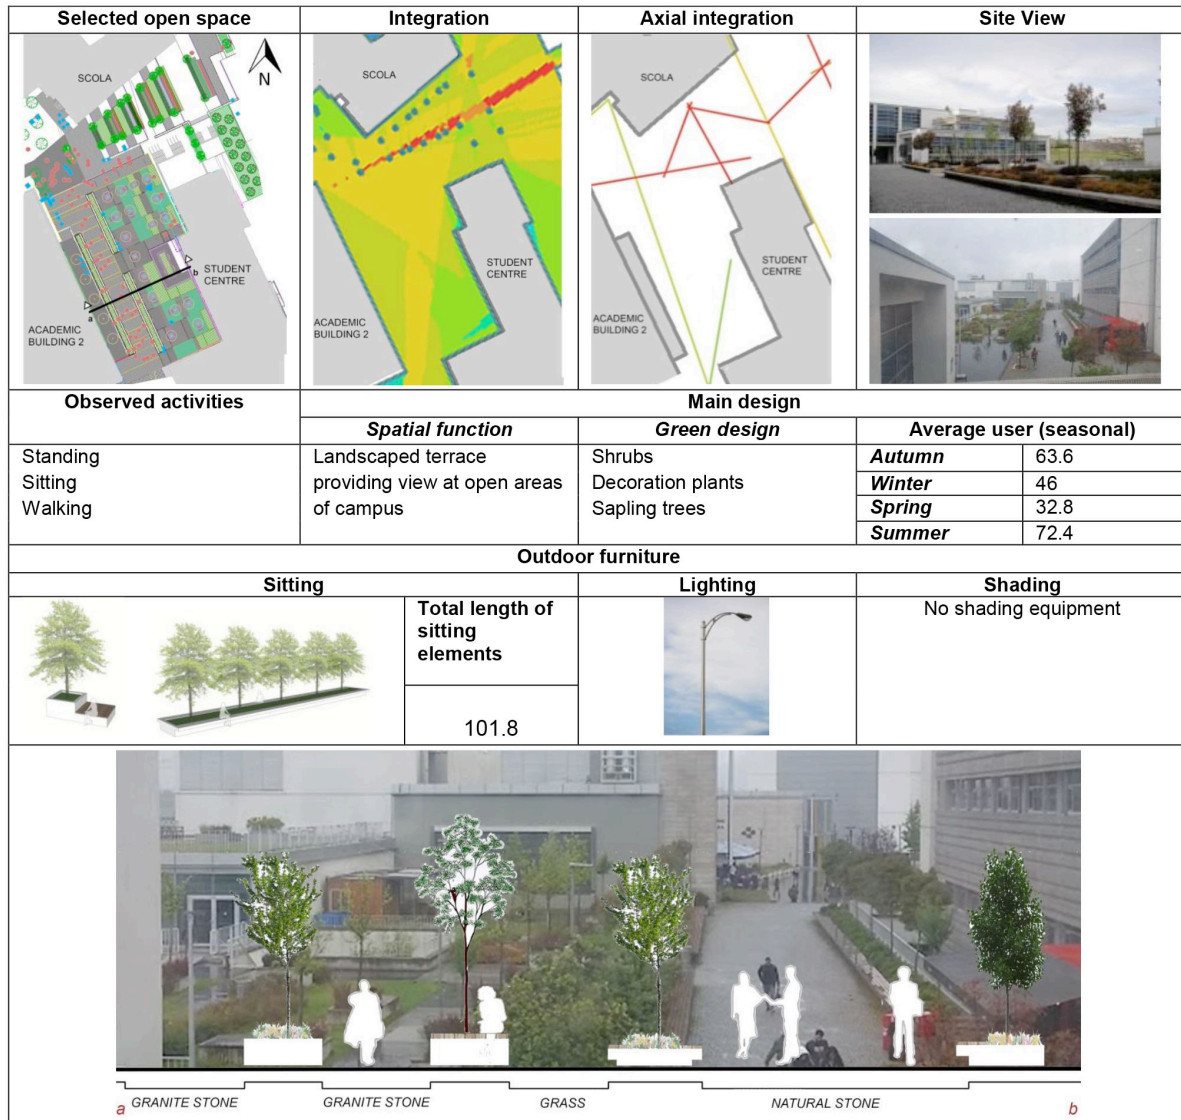 Selected open space
Integration
Axial integration
Site View
SCOLA
N
STUDENT
CENTRE
b
a
ACADEMIC
BUILDING 2
SCOLA
STUDENT
CENTRE
ACADEMIC
BUILDING 2
SCOLA
STUDENT
CENTRE
ACADEMIC
BUILDING 2
Observed activities
Main design
Spatial function
Green design
Average user (seasonal)
Standing
Sitting
Walking
Landscaped terrace
providing view at open areas
of campus
Shrubs
Decoration plants
Sapling trees
Autumn 63.6
Winter 46
Spring 32.8
Summer 72.4
Outdoor furniture
Sitting
Lighting
Shading
Total length of
sitting
elements
101.8
No shading equipment
a GRANITE STONE GRANITE STONE GRASS NATURAL STONE b